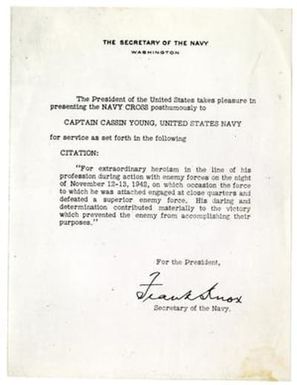 THE SECRETARY OF THE NAVY
WASHINGTON
The President of the United States takes pleasure in
presenting the NAVY CROSS posthumously to
CAPTAIN CASSIN YOUNG, UNITED STATES NAVY
for service as set forth in the following
CITATION:
"For extraordinary heroism in the line of his
profession during action with enemy forces on the night
of November 12-13, 1942, on which occasion the force
to which he was attached engaged at close quarters and
defeated a superior enemy force. His daring and
determination contributed materially to the victory
which prevented the enemy from accomplishing their
purposes."
For the President,
Frank Knox
Secretary of the Navy.